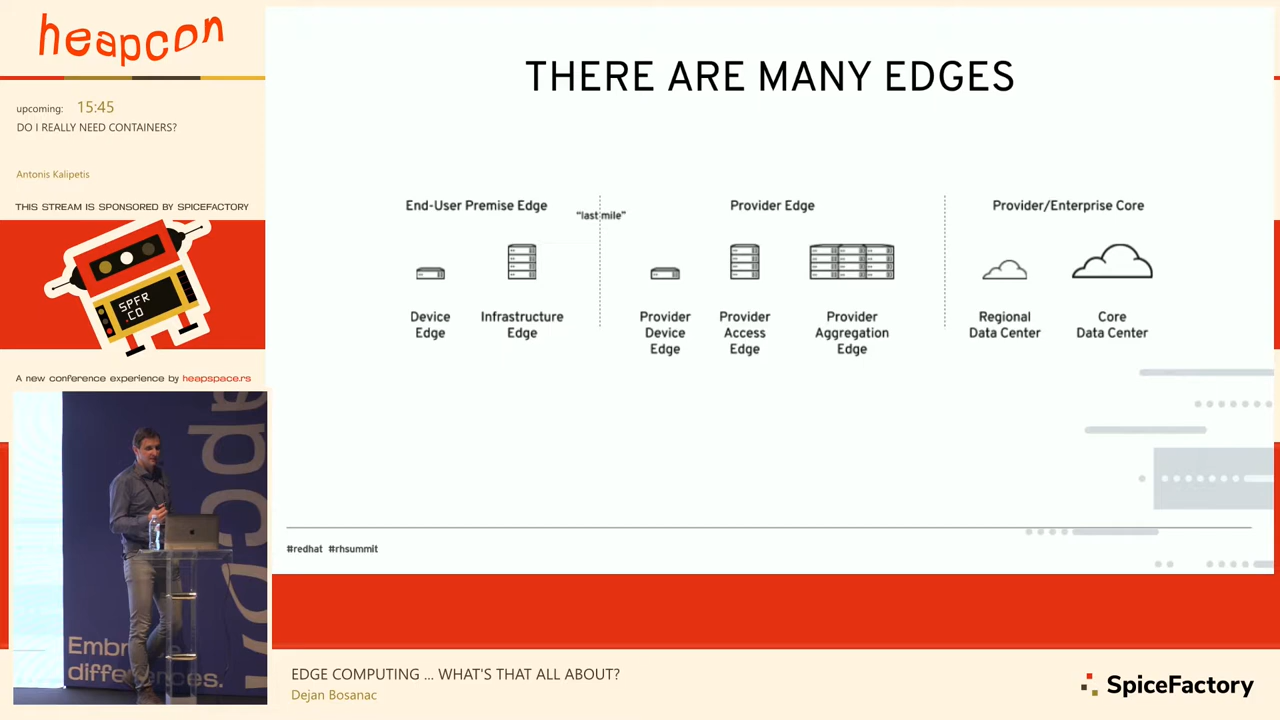 heapcon
upcoming: 15:45
DO I REALLY NEED CONTAINERS?
Antonis Kalipetis
THIS STREAM IS SPONSORED BY SPICEFACTORY
SPFR
.CO
A new conference experience by heapspace.rs
THERE ARE MANY EDGES
End-User Premise Edge
"last mile"
Provider Edge
Provider/Enterprise Core
Device
Edge
Infrastructure
Edge
Provider
Device
Edge
Provider
Access
Edge
Provider
Aggregation
Edge
Regional
Data Center
Core
Data Center
#redhat #rhsummit
differences.
EDGE COMPUTING ... WHAT'S THAT ALL ABOUT?
Dejan Bosanac
SpiceFactory